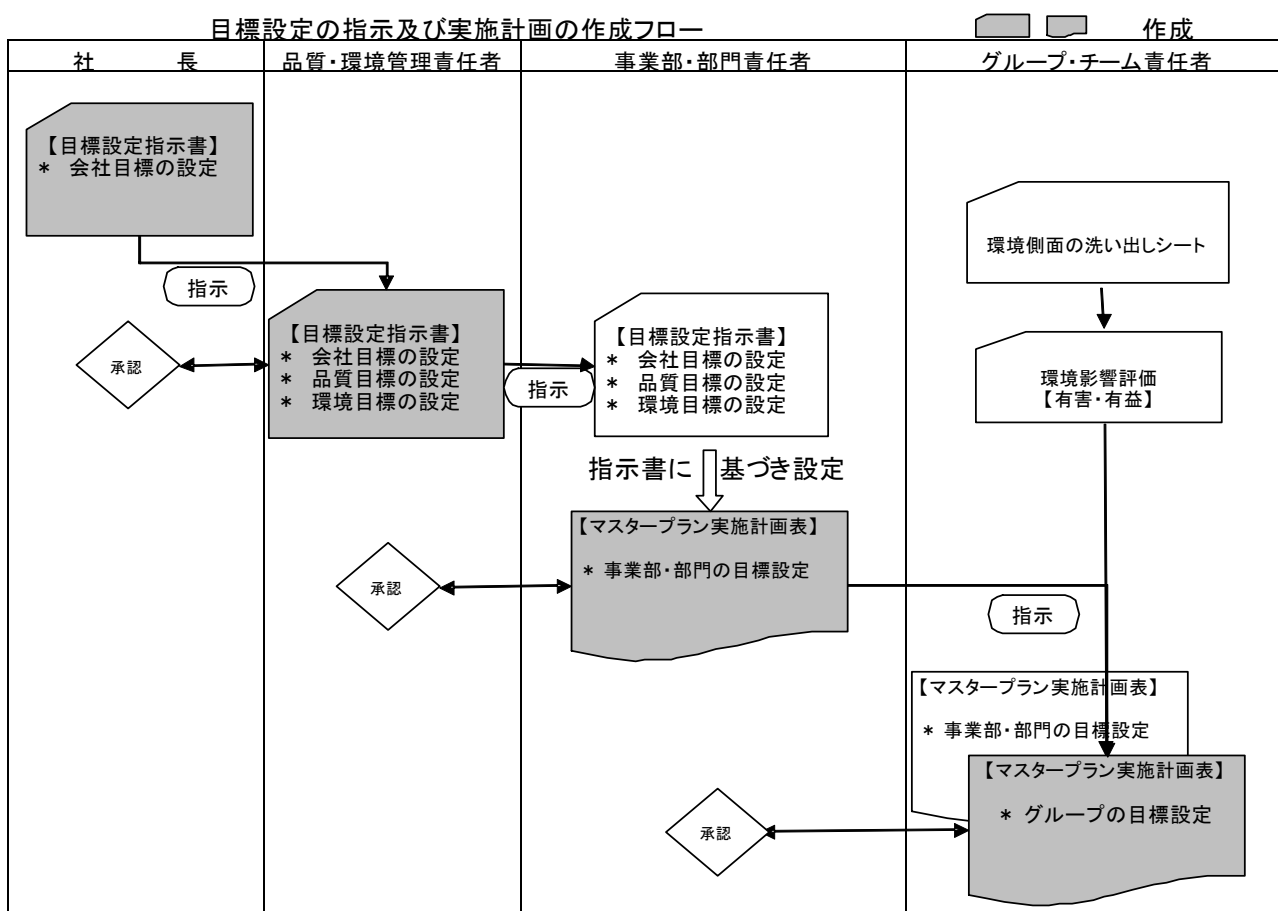 目標設定の指示及び実施計画の作成フロー
作成
社　　　長
品質・環境管理責任者
事業部・部門責任者
グループ・チーム責任者
【目標設定指示書】
* 会社目標の設定
指示
承認
【目標設定指示書】
* 会社目標の設定
* 品質目標の設定
* 環境目標の設定
指示
【目標設定指示書】
* 会社目標の設定
* 品質目標の設定
* 環境目標の設定
環境側面の洗い出しシート
環境影響評価
【有害・有益】
指示書に 基づき設定
【マスタープラン実施計画表】
* 事業部・部門の目標設定
承認
指示
【マスタープラン実施計画表】
* 事業部・部門の目標設定
【マスタープラン実施計画表】
* グループの目標設定
承認